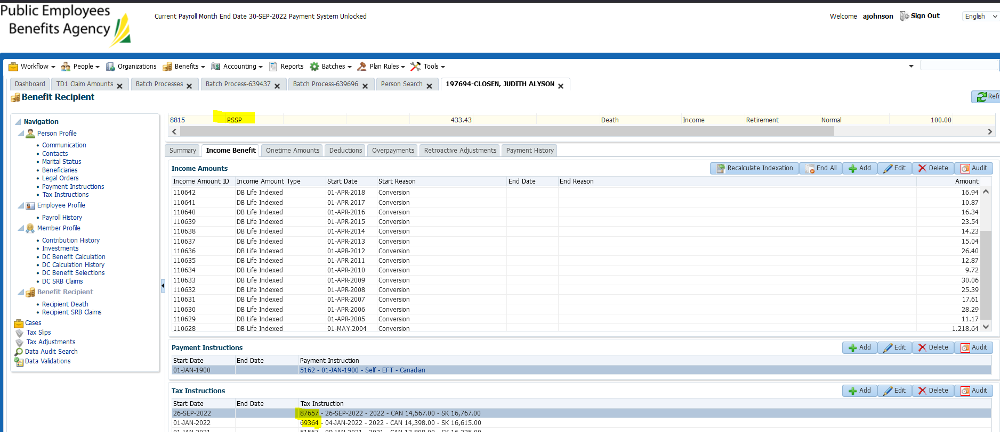 Public Employees
Benefits Agency
Current Payroll Month End Date 30-SEP-2022 Payment System Unlocked
Welcome ajohnson Sign Out English
Workflow People Organizations Benefits Accounting Reports Batches Plan Rules Tools
Dashboard TD1 Claim Amounts Batch Processes Batch Process-639437 Batch Process-639696 Person Search 197694-CLOSEN, JUDITH ALYSON
Benefit Recipient
Refr
Navigation
Person Profile
Communication
Contacts
Marital Status
Beneficiaries
Legal Orders
Payment Instructions
Tax Instructions
Employee Profile
Payroll History
Member Profile
Contribution History
Investments
DC Benefit Calculation
DC Calculation History
DC Benefit Selections
DC SRB Claims
Benefit Recipient
Recipient Death
Recipient SRB Claims
Cases
Tax Slips
Tax Adjustments
Data Audit Search
Data Validations
8815 PSSP 433.43 Death Income Retirement Normal 100.00
Summary Income Benefit Onetime Amounts Deductions Overpayments Retroactive Adjustments Payment History
Income Amounts Recalculate Indexation End All Add Edit Delete Audit
Income Amount ID Income Amount Type Start Date Start Reason End Date End Reason Amount
110642 DB Life Indexed 01-APR-2018 Conversion 16.94
110641 DB Life Indexed 01-APR-2017 Conversion 10.87
110640 DB Life Indexed 01-APR-2016 Conversion 16.34
110639 DB Life Indexed 01-APR-2015 Conversion 23.54
110638 DB Life Indexed 01-APR-2014 Conversion 14.23
110637 DB Life Indexed 01-APR-2013 Conversion 15.04
110636 DB Life Indexed 01-APR-2012 Conversion 26.40
110635 DB Life Indexed 01-APR-2011 Conversion 12.87
110634 DB Life Indexed 01-APR-2010 Conversion 9.72
110633 DB Life Indexed 01-APR-2009 Conversion 30.06
110632 DB Life Indexed 01-APR-2008 Conversion 25.39
110631 DB Life Indexed 01-APR-2007 Conversion 17.61
110630 DB Life Indexed 01-APR-2006 Conversion 28.29
110629 DB Life Indexed 01-APR-2005 Conversion 11.17
110628 DB Life Indexed 01-MAY-2004 Conversion 1,218.64
Payment Instructions Add Edit Delete Audit
Start Date End Date Payment Instruction
01-JAN-1900 5162 - 01-JAN-1900 - Self - EFT - Canadian
Tax Instructions Add Edit Delete Audit
Start Date End Date Tax Instruction
26-SEP-2022 87657 - 26-SEP-2022 - 2022 - CAN 14,567.00 - SK 16,767.00
01-JAN-2022 69364 - 04-JAN-2022 - 2022 - CAN 14,398.00 - SK 16,615.00